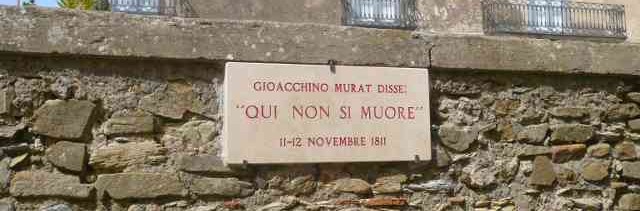 GIOACCHINO MURAT DISSE:
"QUI NON SI MUORE"
11-12 NOVEMBRE 1811